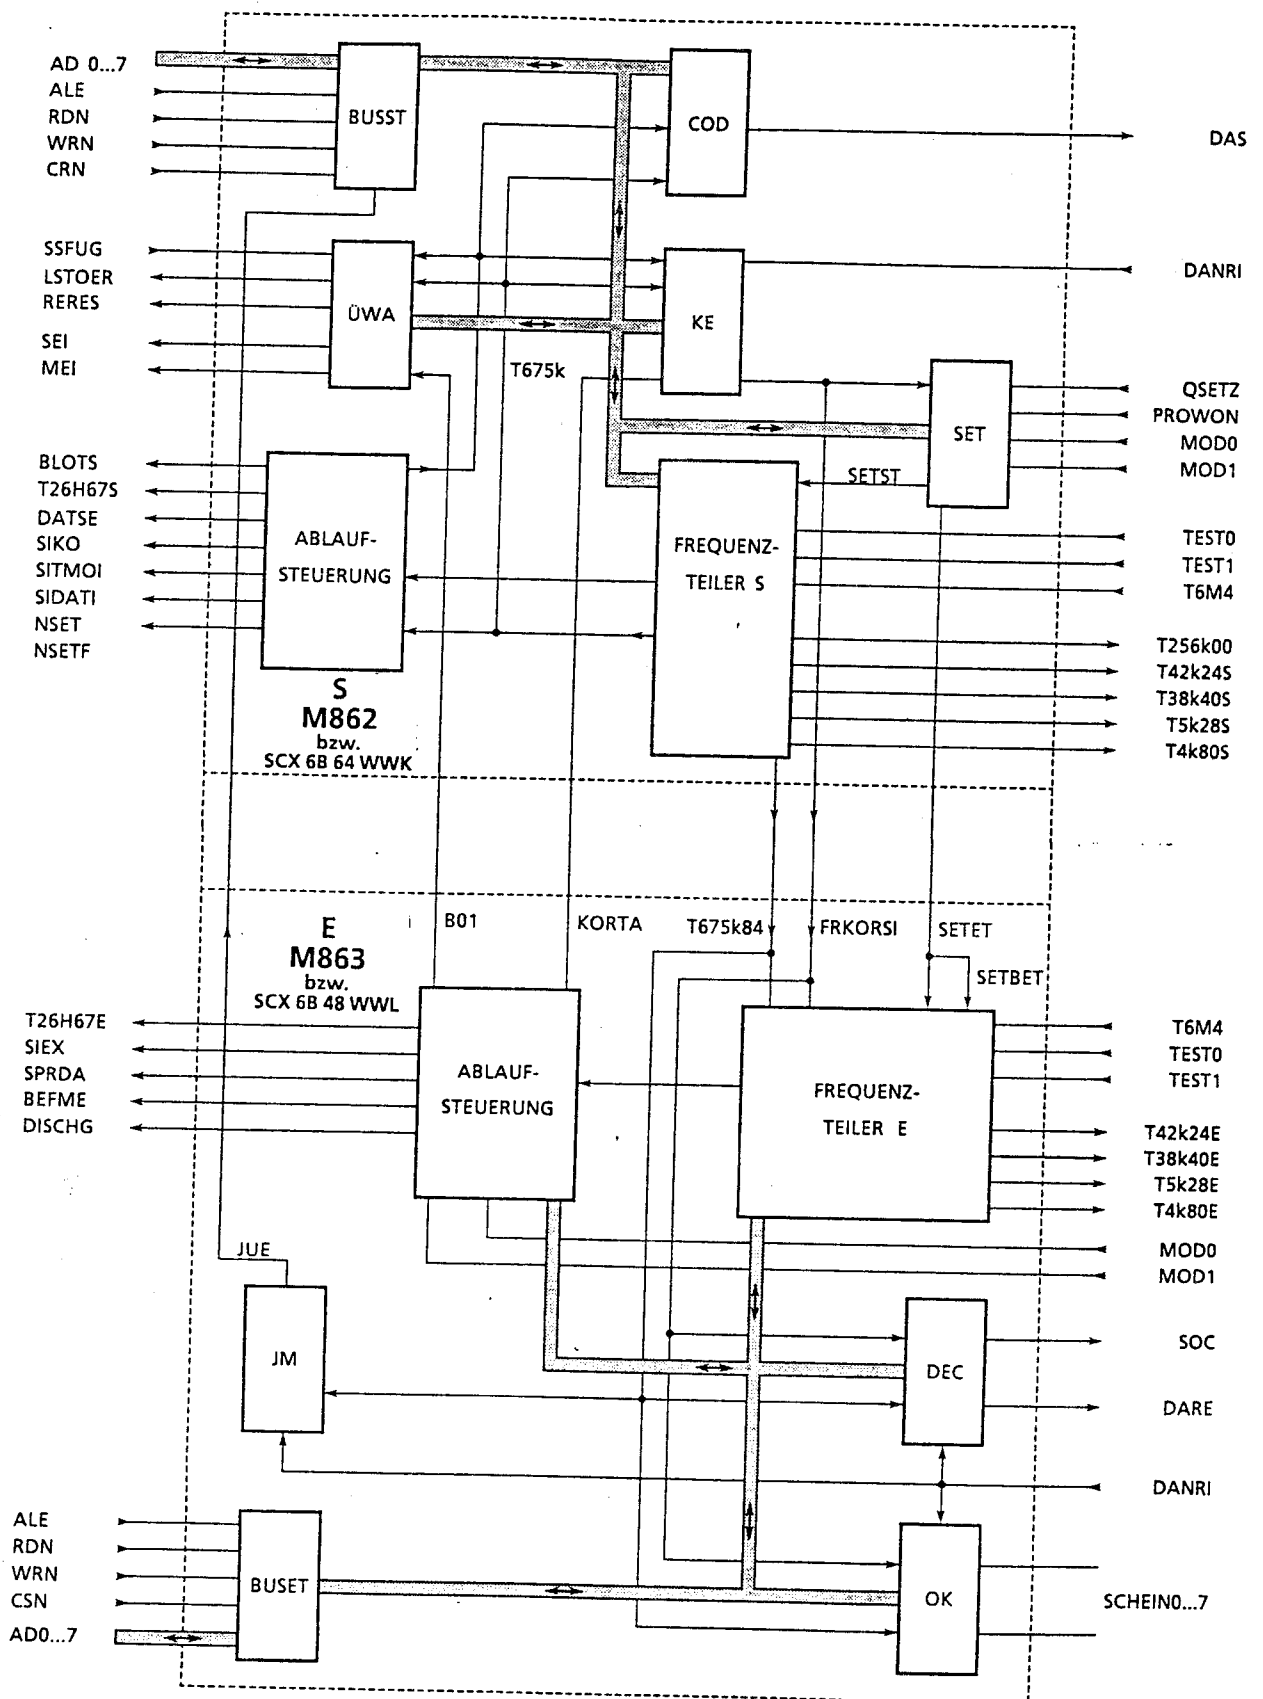 AD 0...7
ALE
RDN
WRN
CRN
BUSST
COD
DAS
SSFUG
LSTOER
RERES
SEI
MEI
ÜWA
KE
DANRI
T675k
QSETZ
PROWON
MOD0
MOD1
SET
SETST
BLOTS
T26H67S
DATSE
SIKO
SITMOI
SIDATI
NSET
NSETF
ABLAUF-
STEUERUNG
FREQUENZ-
TEILER S
TEST0
TEST1
T6M4
T256k00
T42k24S
T38k40S
T5k28S
T4k80S
S
M862
bzw.
SCX 6B 64 WWK
E
M863
bzw.
SCX 6B 48 WWL
B01
KORTA
T675k84
FRKORSI
SETET
SETBET
T26H67E
SIEX
SPRDA
BEFME
DISCHG
ABLAUF-
STEUERUNG
FREQUENZ-
TEILER E
T6M4
TEST0
TEST1
T42k24E
T38k40E
T5k28E
T4k80E
MOD0
MOD1
JUE
JM
DEC
SOC
DARE
DANRI
ALE
RDN
WRN
CSN
AD0...7
BUSET
OK
SCHEIN0...7